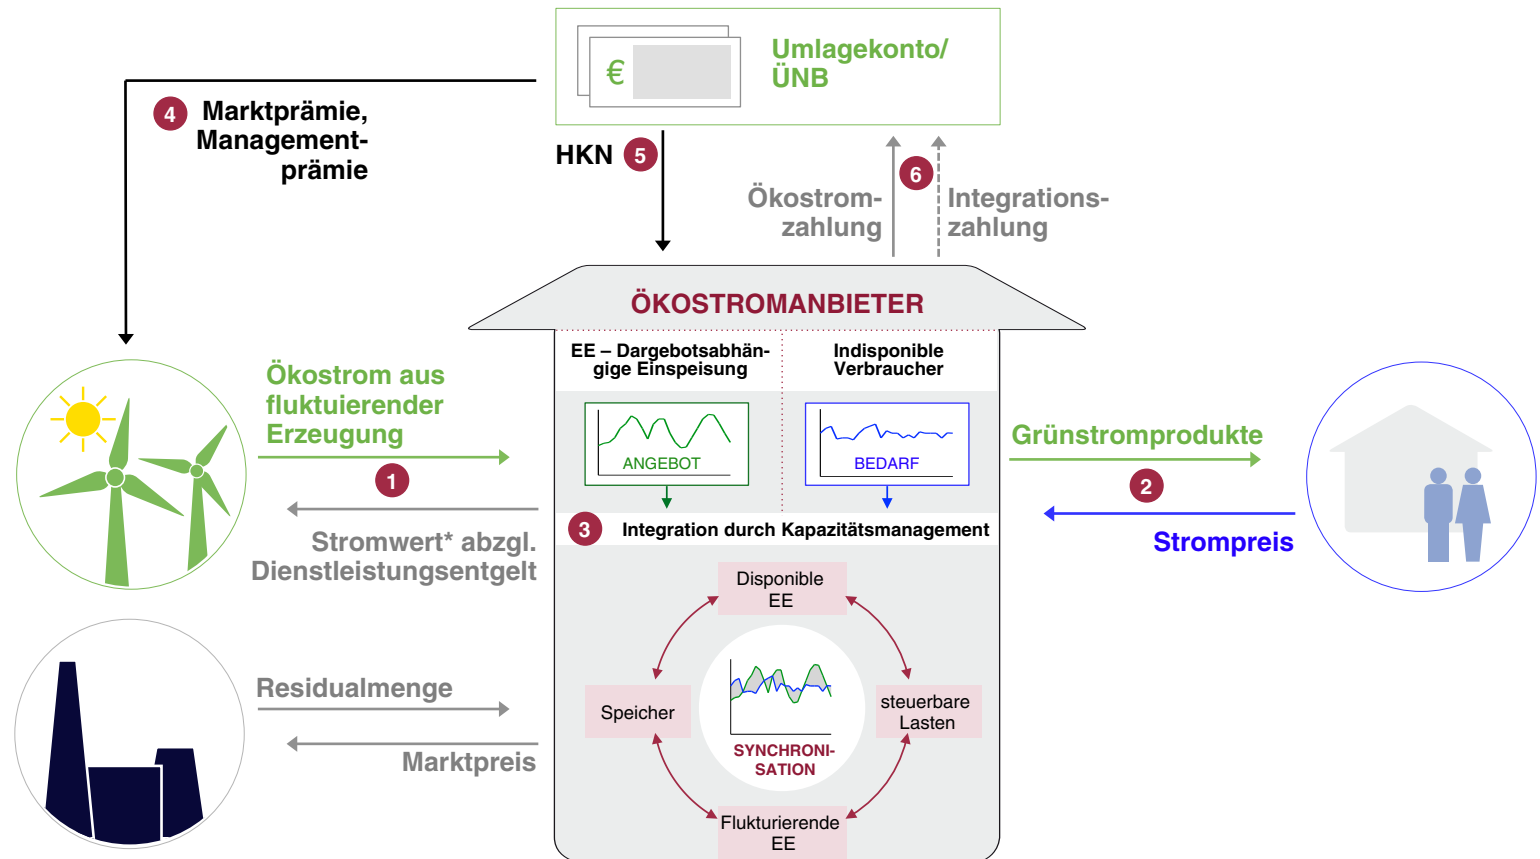 €
Umlagekonto/
ÜNB
4
Marktprämie,
Management-
prämie
HKN 5
6
Ökostrom-
zahlung
Integrations-
zahlung
ÖKOSTROMANBIETER
EE – Dargebotsabhän-
gige Einspeisung
Indisponible
Verbraucher
ANGEBOT
BEDARF
Ökostrom aus
fluktuierender
Erzeugung
1
Stromwert* abzgl.
Dienstleistungsentgelt
Grünstromprodukte
2
Strompreis
3 Integration durch Kapazitätsmanagement
Disponible
EE
Speicher
steuerbare
Lasten
SYNCHRONI-
SATION
Flukturierende
EE
Residualmenge
Marktpreis